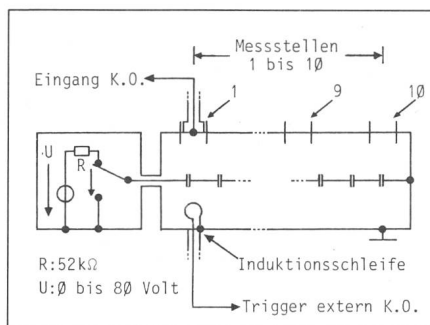 Messstellen
1 bis 1Ø
Eingang K.O.
1
9
1Ø
U
R
R:52kΩ
U:Ø bis 8Ø Volt
Induktionsschleife
Trigger extern K.O.